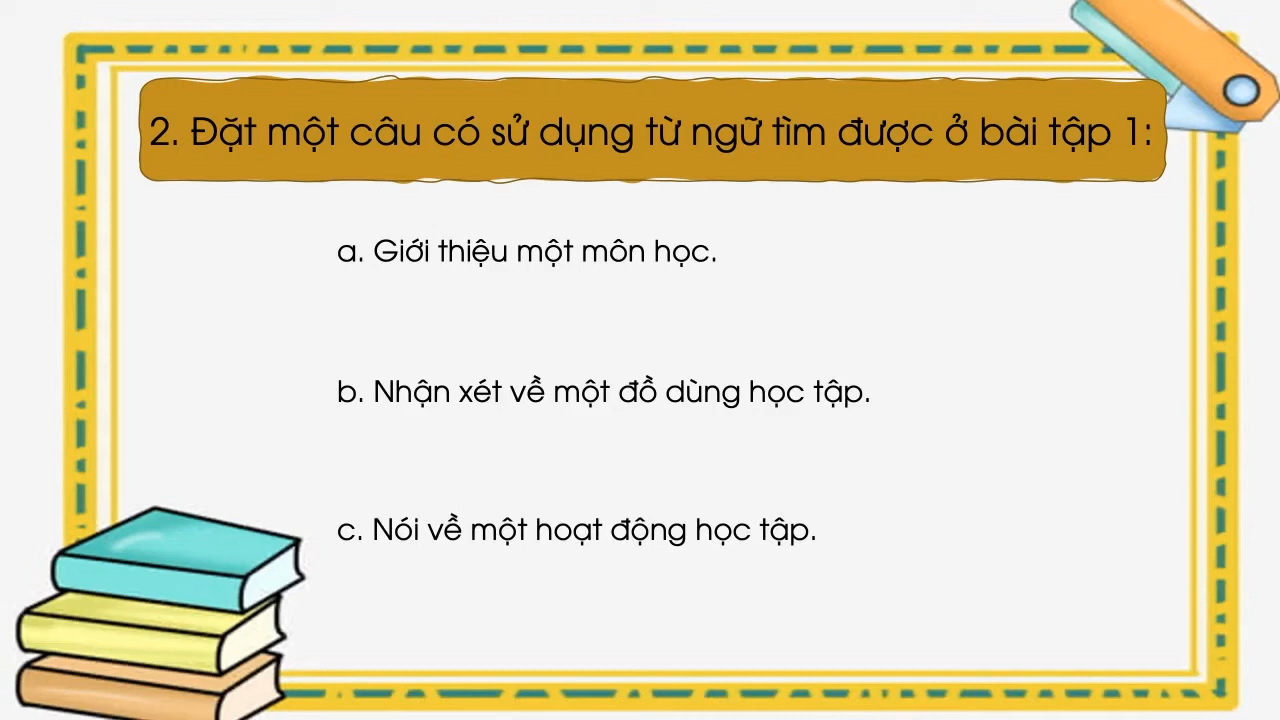 2. Đặt một câu có sử dụng từ ngữ tìm được ở bài tập 1:
a. Giới thiệu một môn học.
b. Nhận xét về một đồ dùng học tập.
c. Nói về một hoạt động học tập.